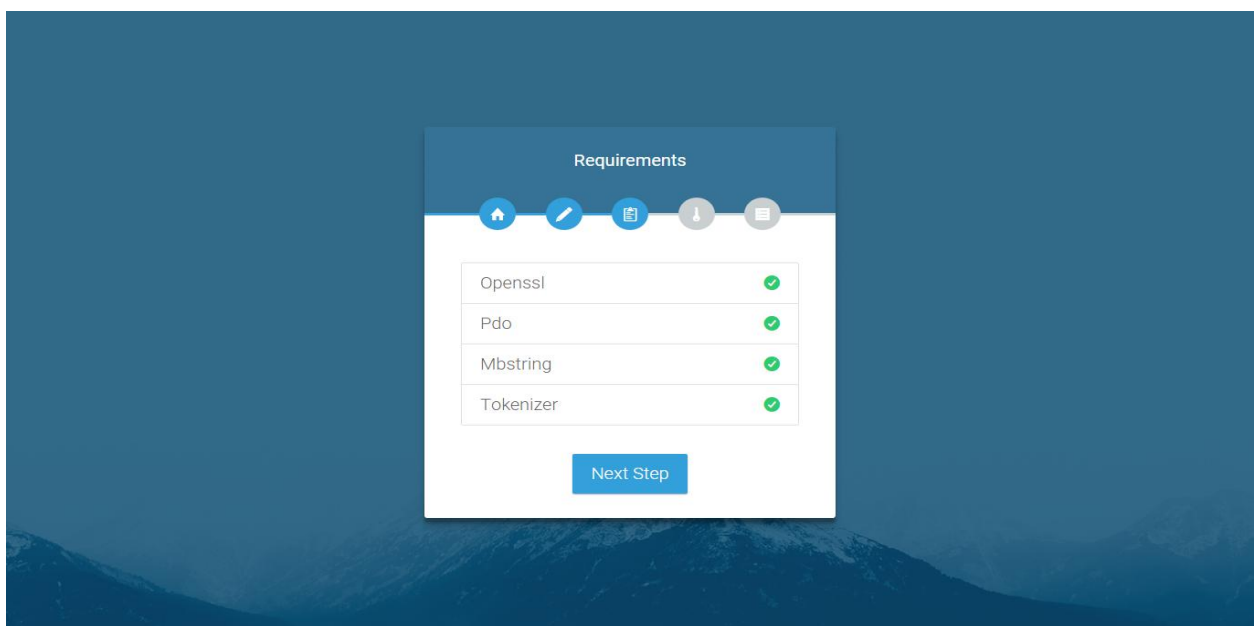 Requirements
Openssl
Pdo
Mbstring
Tokenizer
Next Step